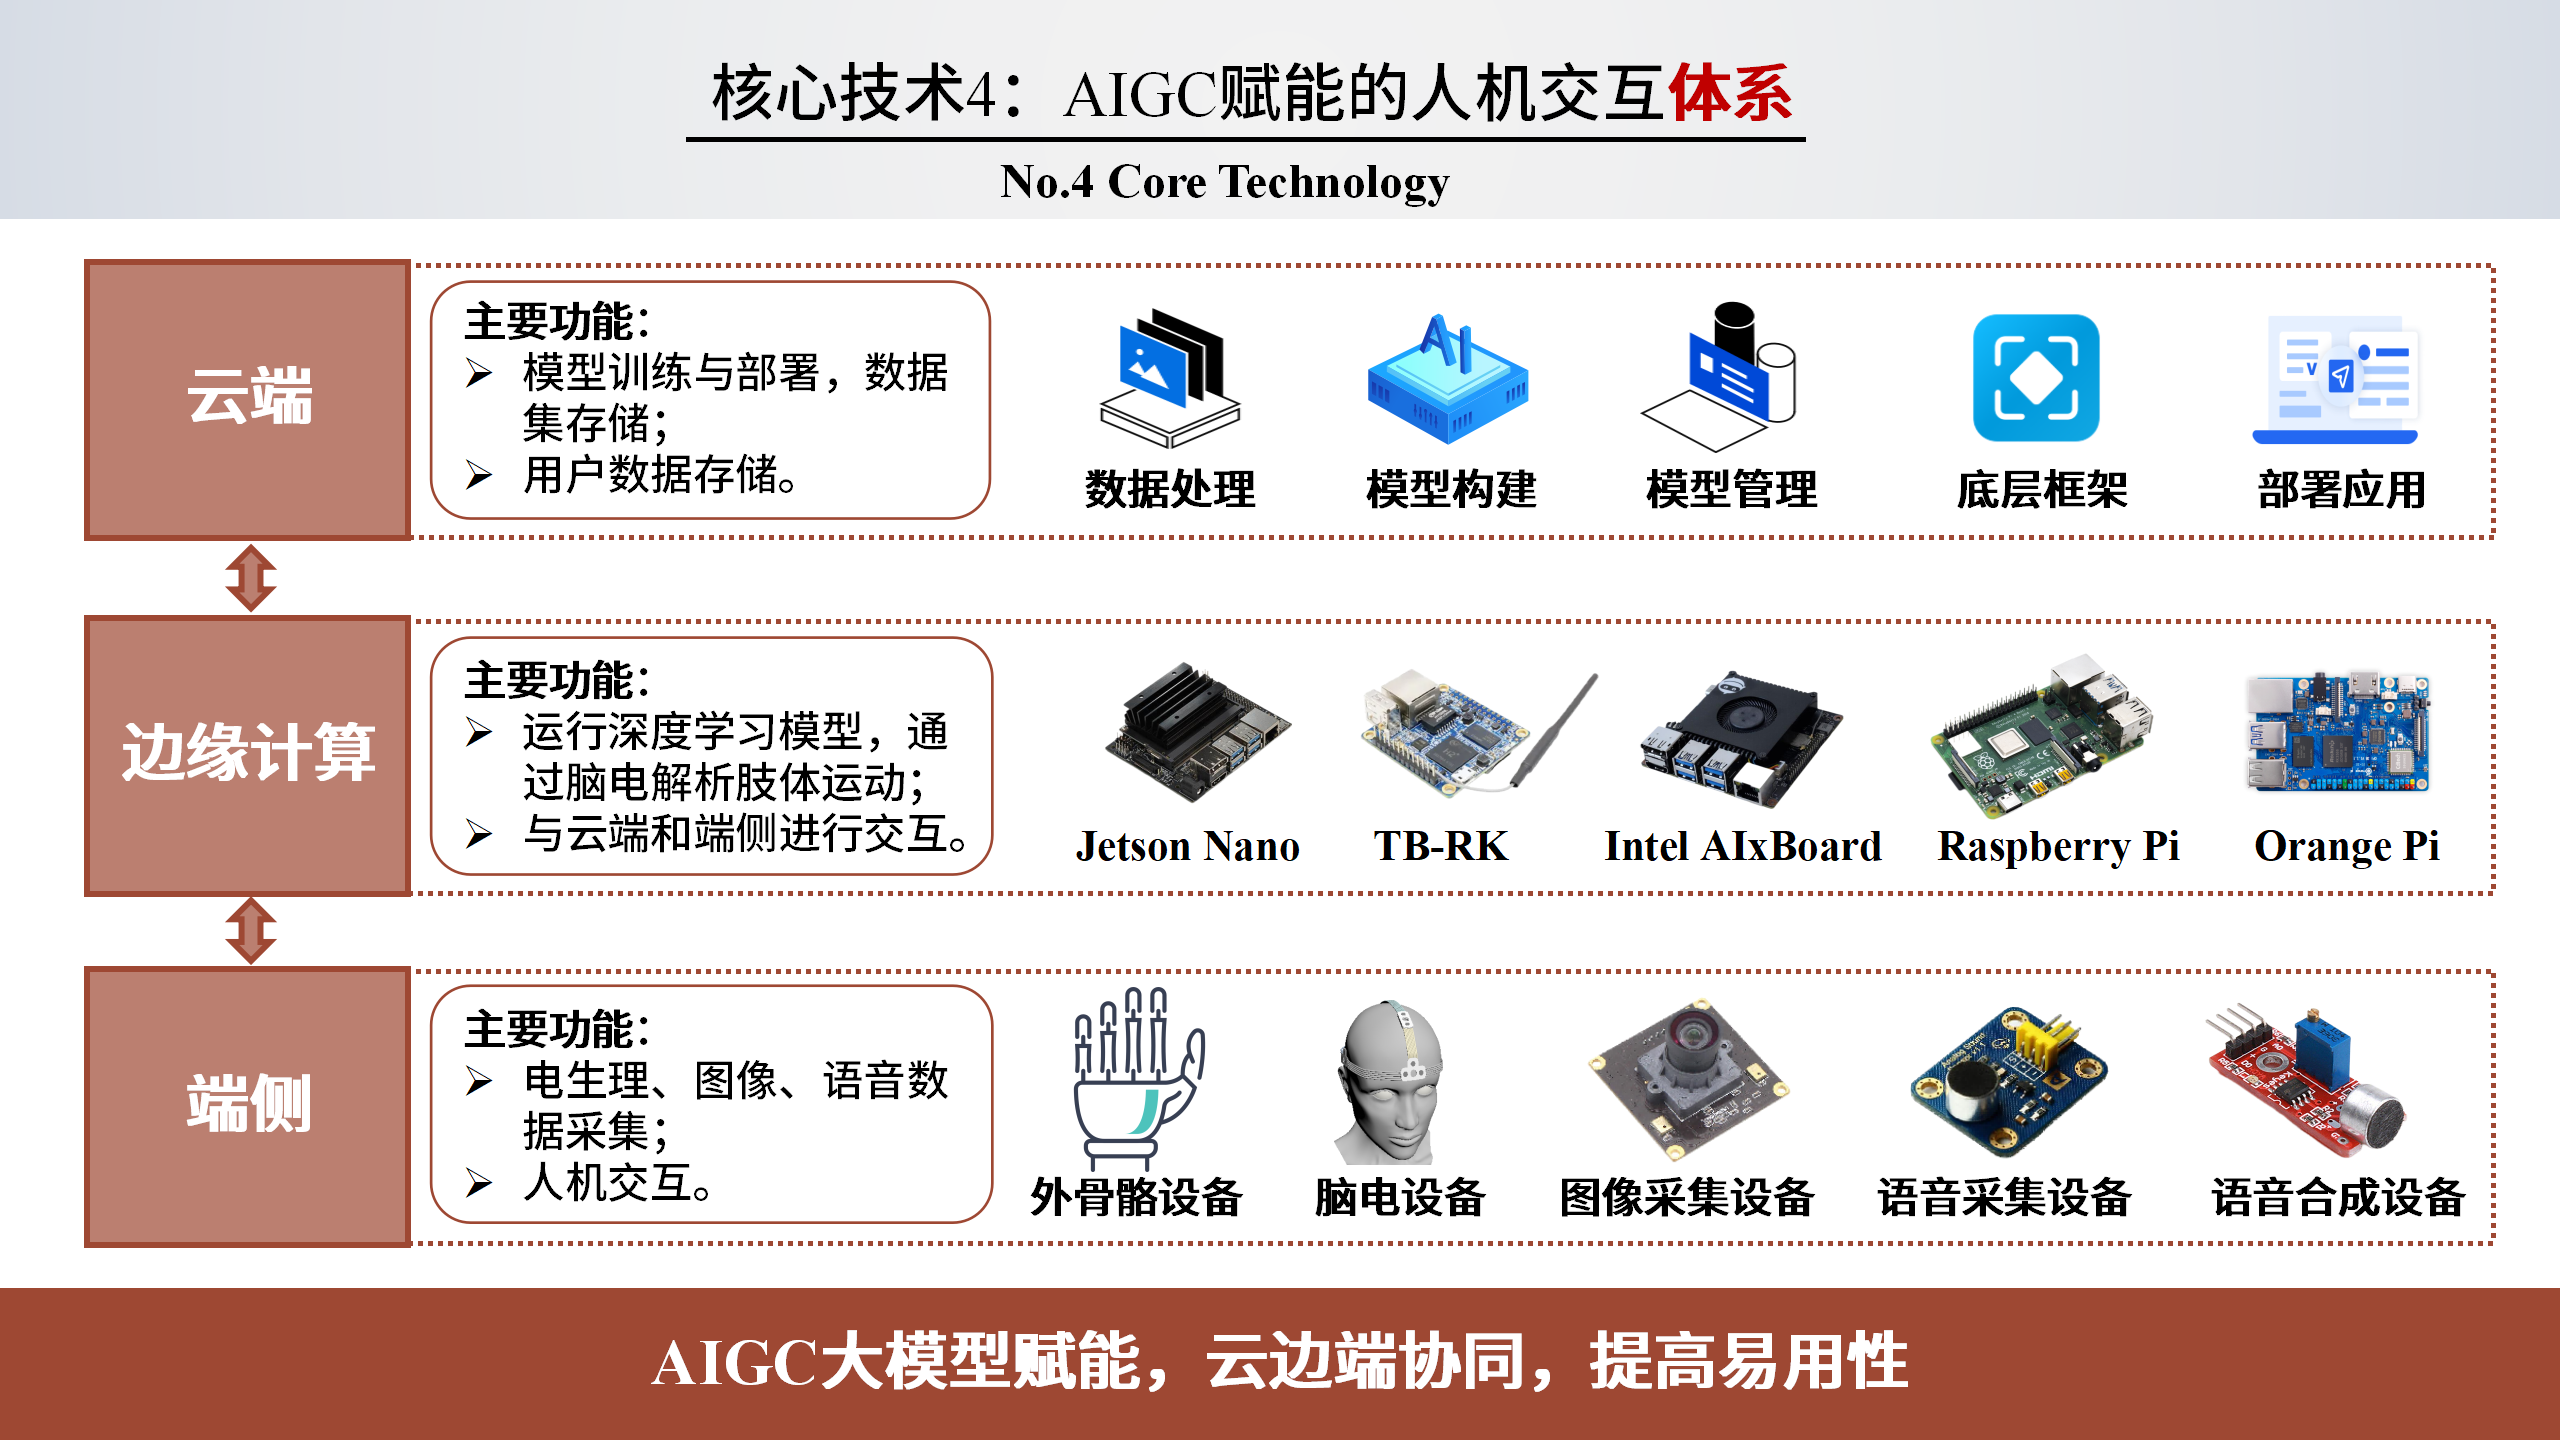 核心技术4：AIGC赋能的人机交互体系
No.4 Core Technology
云端
主要功能：
➢ 模型训练与部署，数据
集存储；
➢ 用户数据存储。
AI
数据处理
模型构建
模型管理
底层框架
部署应用
边缘计算
主要功能：
➢ 运行深度学习模型，通
过脑电解析肢体运动；
➢ 与云端和端侧进行交互。
Jetson Nano
TB-RK
Intel AIxBoard
Raspberry Pi
Orange Pi
端侧
主要功能：
➢ 电生理、图像、语音数
据采集；
➢ 人机交互。
外骨骼设备
脑电设备
图像采集设备
语音采集设备
语音合成设备
AIGC大模型赋能，云边端协同，提高易用性